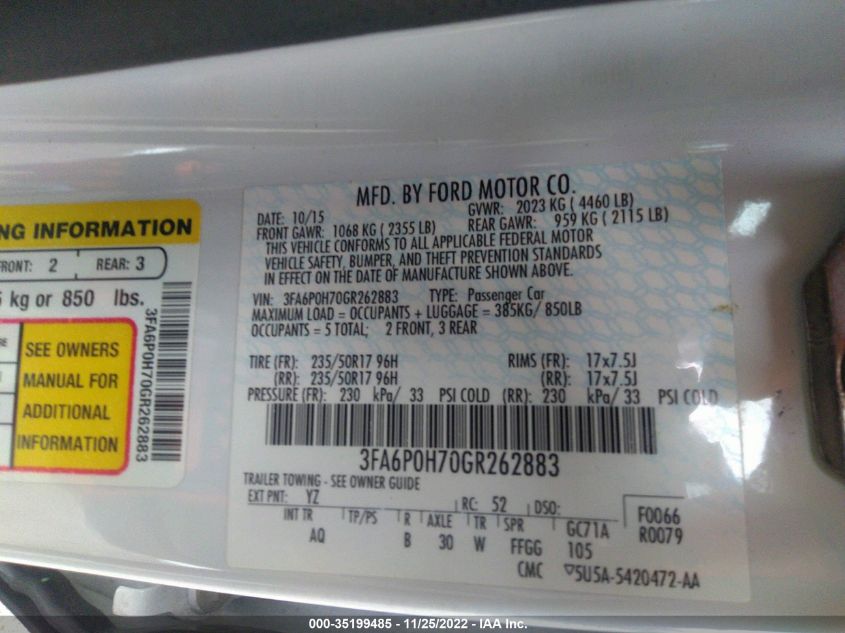 NG INFORMATION
FRONT: 2 REAR: 3
kg or 850 lbs.
SEE OWNERS
MANUAL FOR
ADDITIONAL
INFORMATION
3FA6P0H70GR262883
MFD. BY FORD MOTOR CO.
DATE: 10/15 GVWR: 2023 KG ( 4460 LB)
FRONT GAWR: 1068 KG ( 2355 LB) REAR GAWR: 959 KG ( 2115 LB)
THIS VEHICLE CONFORMS TO ALL APPLICABLE FEDERAL MOTOR
VEHICLE SAFETY, BUMPER, AND THEFT PREVENTION STANDARDS
IN EFFECT ON THE DATE OF MANUFACTURE SHOWN ABOVE.
VIN: 3FA6P0H70GR262883 TYPE: Passenger Car
MAXIMUM LOAD = OCCUPANTS + LUGGAGE = 385KG/ 850LB
OCCUPANTS = 5 TOTAL; 2 FRONT, 3 REAR
TIRE (FR): 235/50R17 96H RIMS (FR): 17x7.5J
(RR): 235/50R17 96H (RR): 17x7.5J
PRESSURE (FR): 230 kPa/ 33 PSI COLD (RR): 230 kPa/ 33 PSI COLD
3FA6P0H70GR262883
TRAILER TOWING - SEE OWNER GUIDE
EXT PNT: YZ RC: 52 DSO: F0066
INT TR TP/PS R AXLE TR SPR GC71A R0079
AQ B 30 W FFGG 105
CMC ▽5U5A-5420472-AA
000-35199485 - 11/25/2022 - IAA Inc.